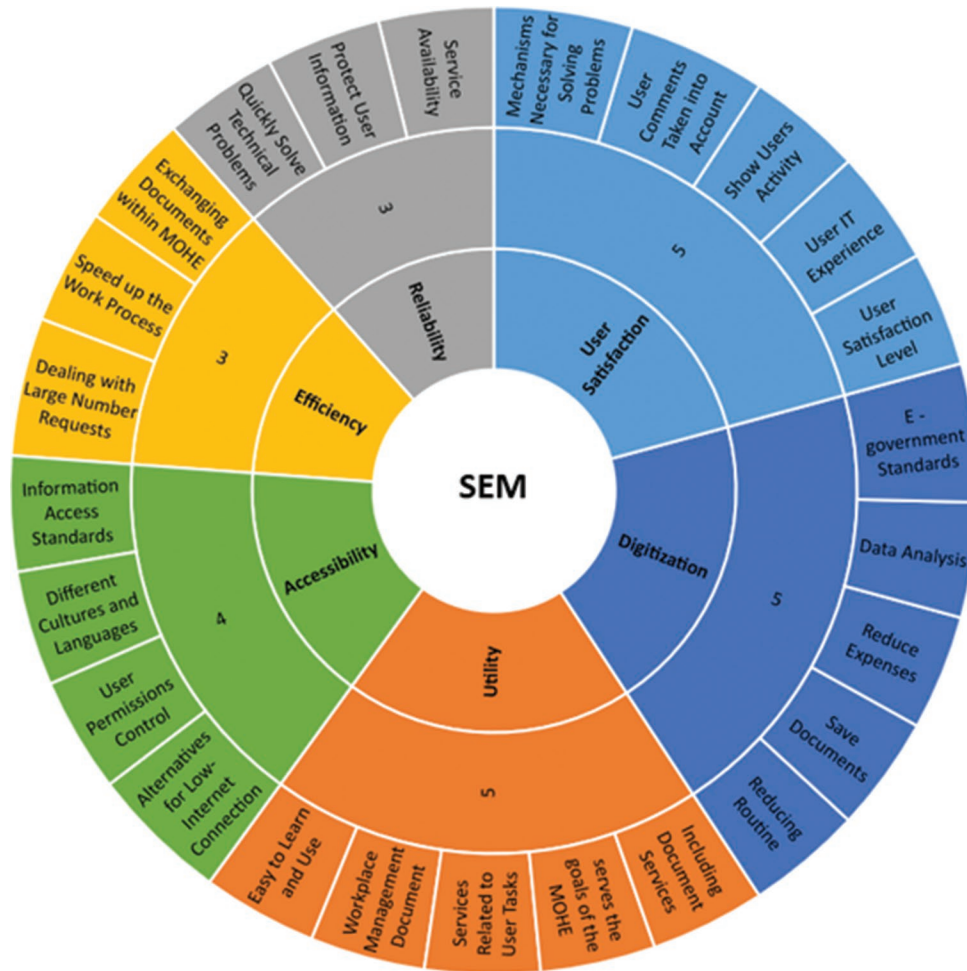 SEM
User
Satisfaction
5
Mechanisms
Necessary for
Solving
Problems
User
Comments
Taken into
Account
Show Users
Activity
User IT
Experience
User
Satisfaction
Level
Digitization
5
E -
government
Standards
Data Analysis
Reduce
Expenses
Save
Documents
Reducing
Routine
Utility
5
Including
Document
Services
serves the
goals of the
MOHE
Services
Related to
User Tasks
Workplace
Management
Document
Easy to Learn
and Use
Accessibility
4
Alternatives
for Low-
Internet
Connection
User
Permissions
Control
Different
Cultures and
Languages
Information
Access
Standards
Efficiency
3
Dealing with
Large Number
Requests
Speed up the
Work Process
Exchanging
Documents
within MOHE
Reliability
3
Quickly Solve
Technical
Problems
Protect User
Information
Service
Availability